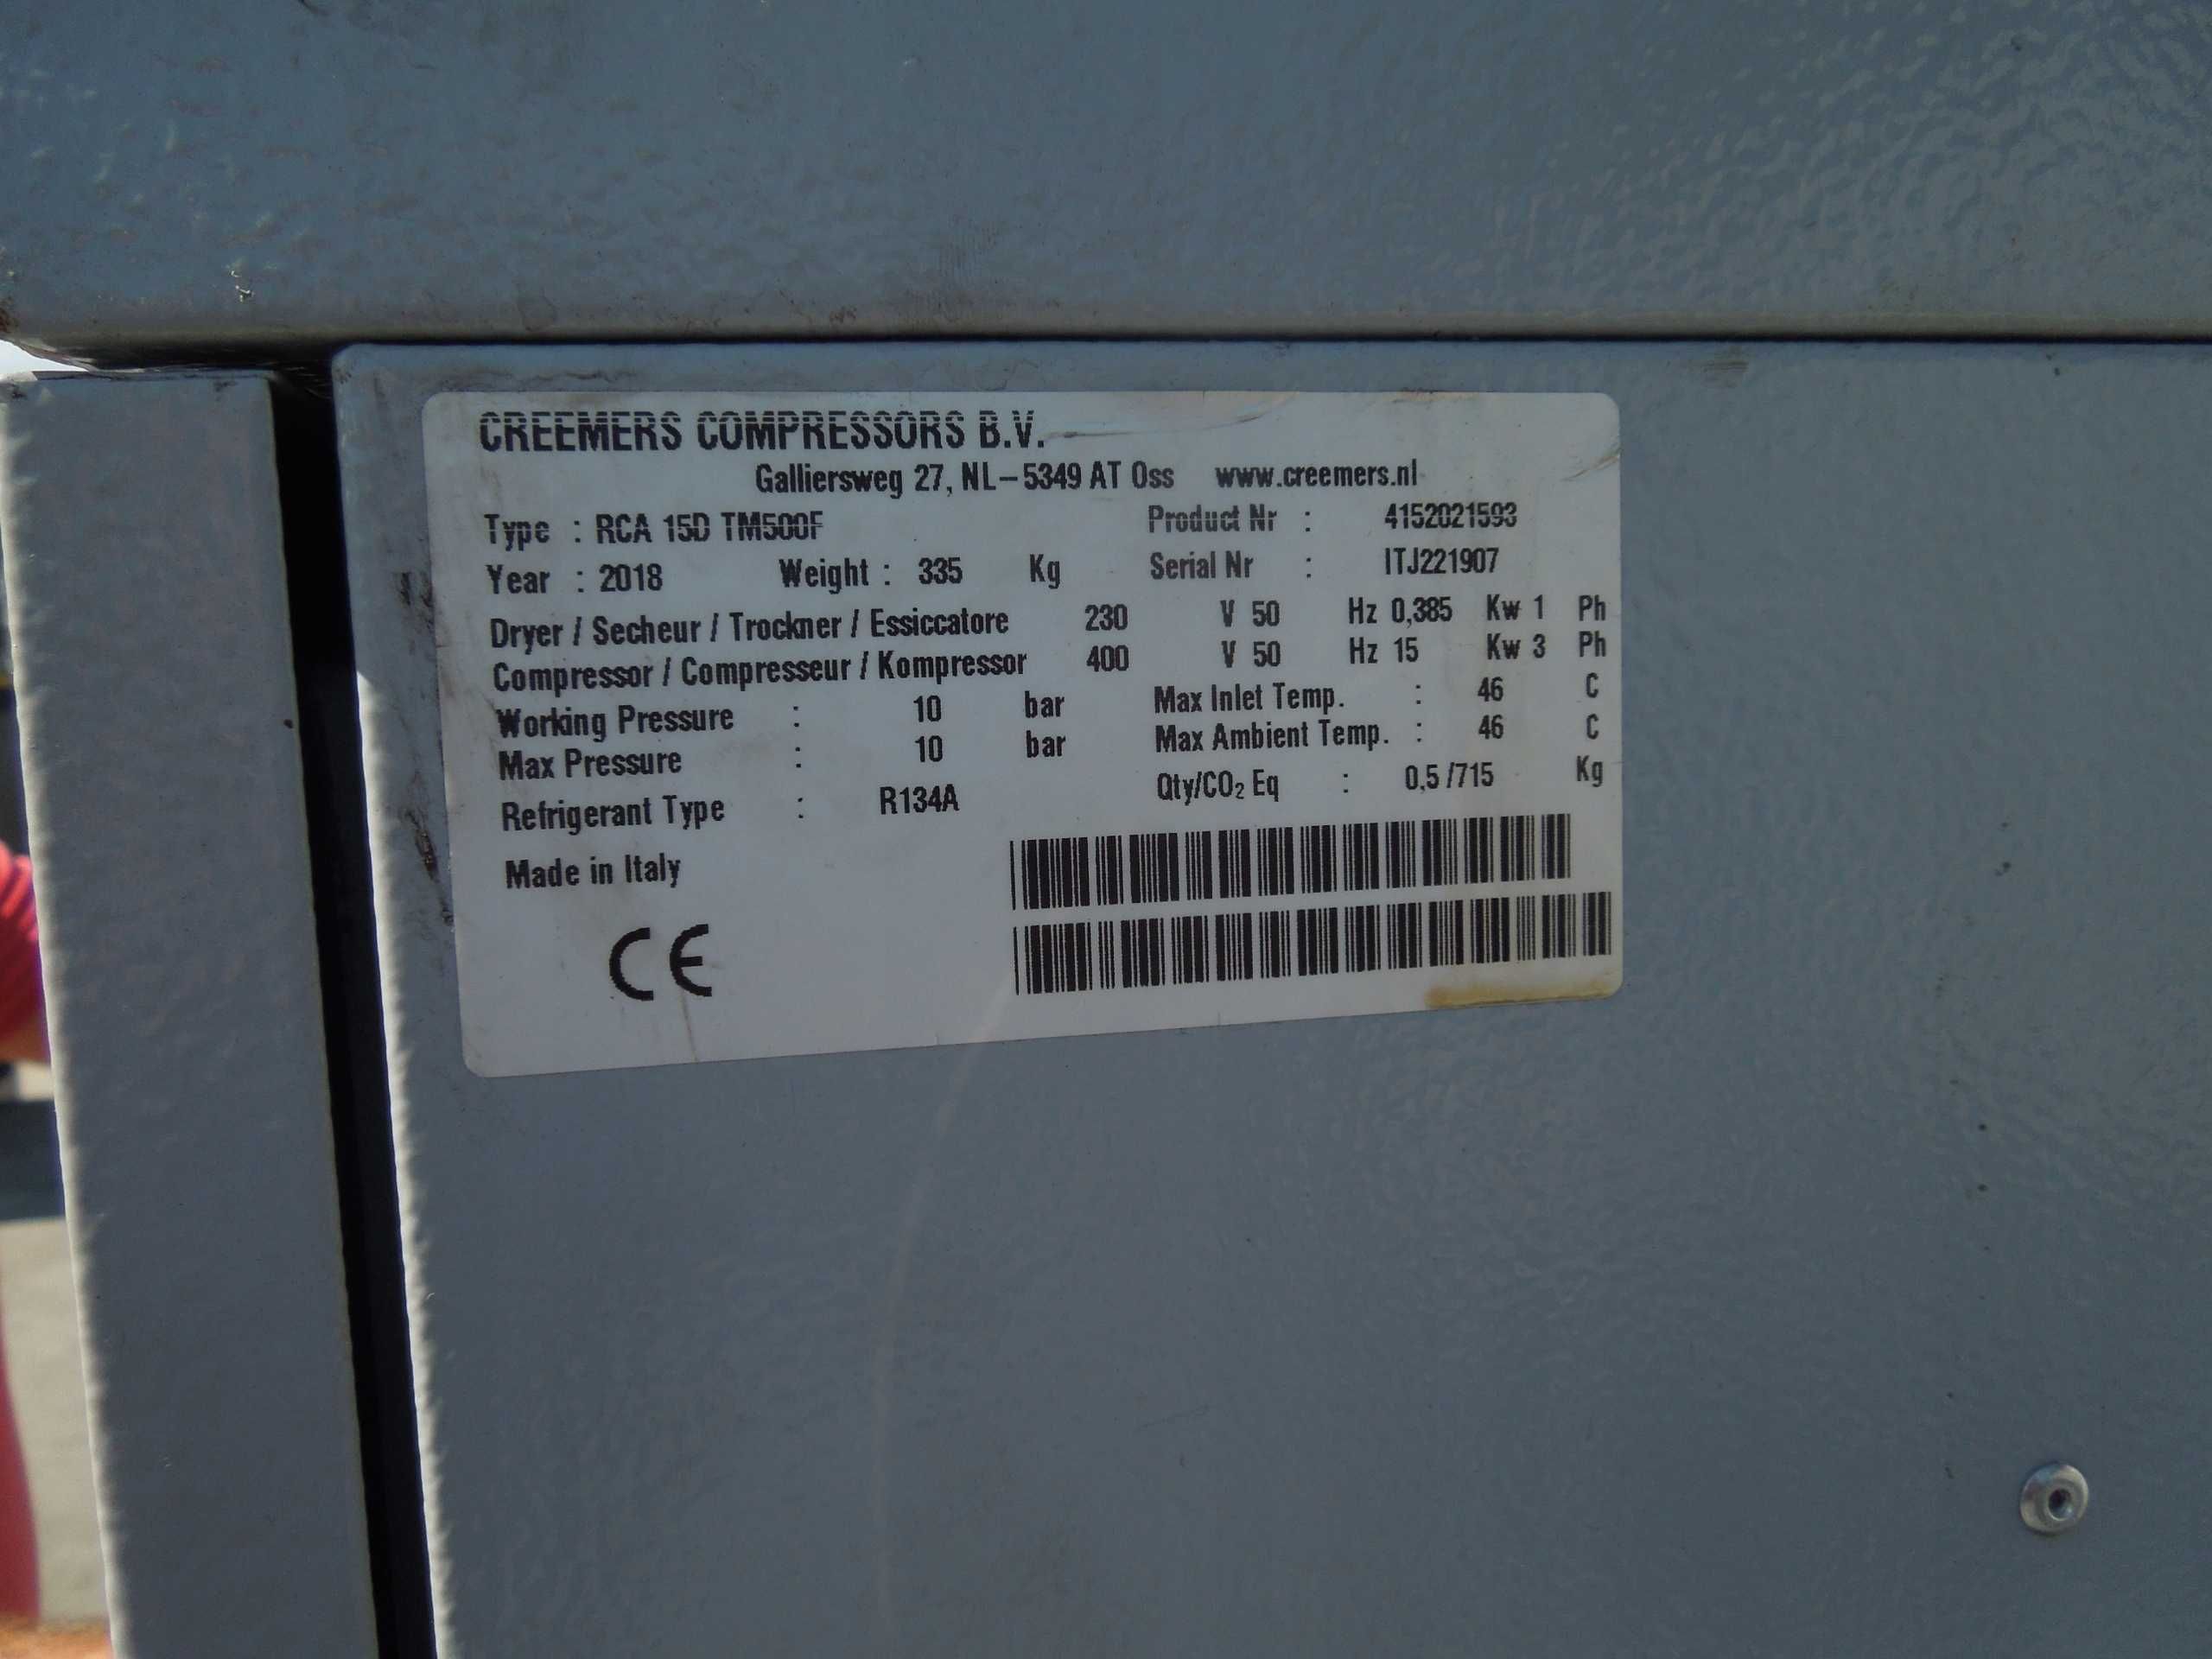 CREEMERS COMPRESSORS B.V.
Galliersweg 27, NL-5349 AT Oss www.creemers.nl
Type : RCA 15D TM500F Product Nr : 4152021593
Year : 2018 Weight : 335 Kg Serial Nr : ITJ221907
Dryer / Secheur / Trockner / Essiccatore 230 V 50 Hz 0,385 Kw 1 Ph
Compressor / Compresseur / Kompressor 400 V 50 Hz 15 Kw 3 Ph
Working Pressure : 10 bar Max Inlet Temp. : 46 C
Max Pressure : 10 bar Max Ambient Temp. : 46 C
Refrigerant Type : R134A Qty/CO₂ Eq : 0,5 /715 Kg
Made in Italy
CE